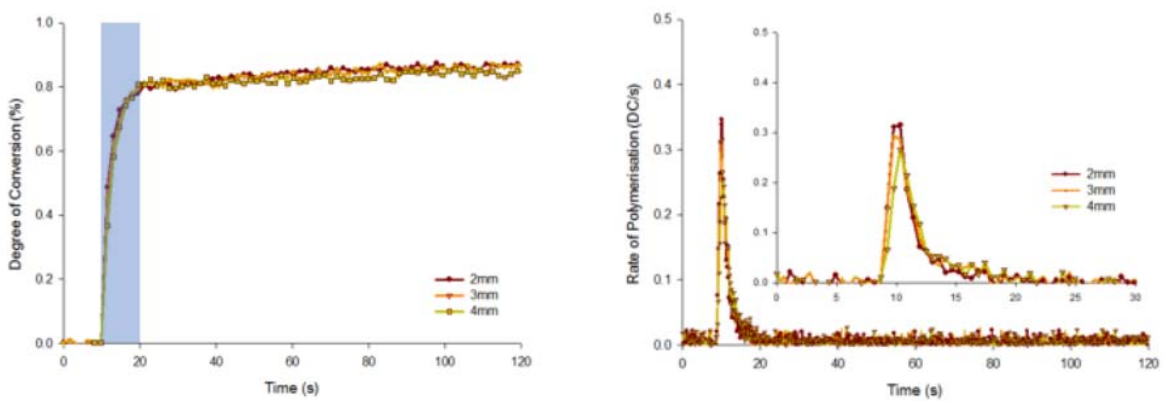 Degree of Conversion (%)
1.0
0.8
0.6
0.4
0.2
0.0
0 20 40 60 80 100 120
Time (s)
2mm
3mm
4mm
Rate of Polymerisation (DC/s)
0.5
0.4
0.3
0.2
0.1
0.0
0 20 40 60 80 100 120
Time (s)
0.5
0.4
0.3
0.2
0.1
0.0
0 5 10 15 20 25 30
2mm
3mm
4mm